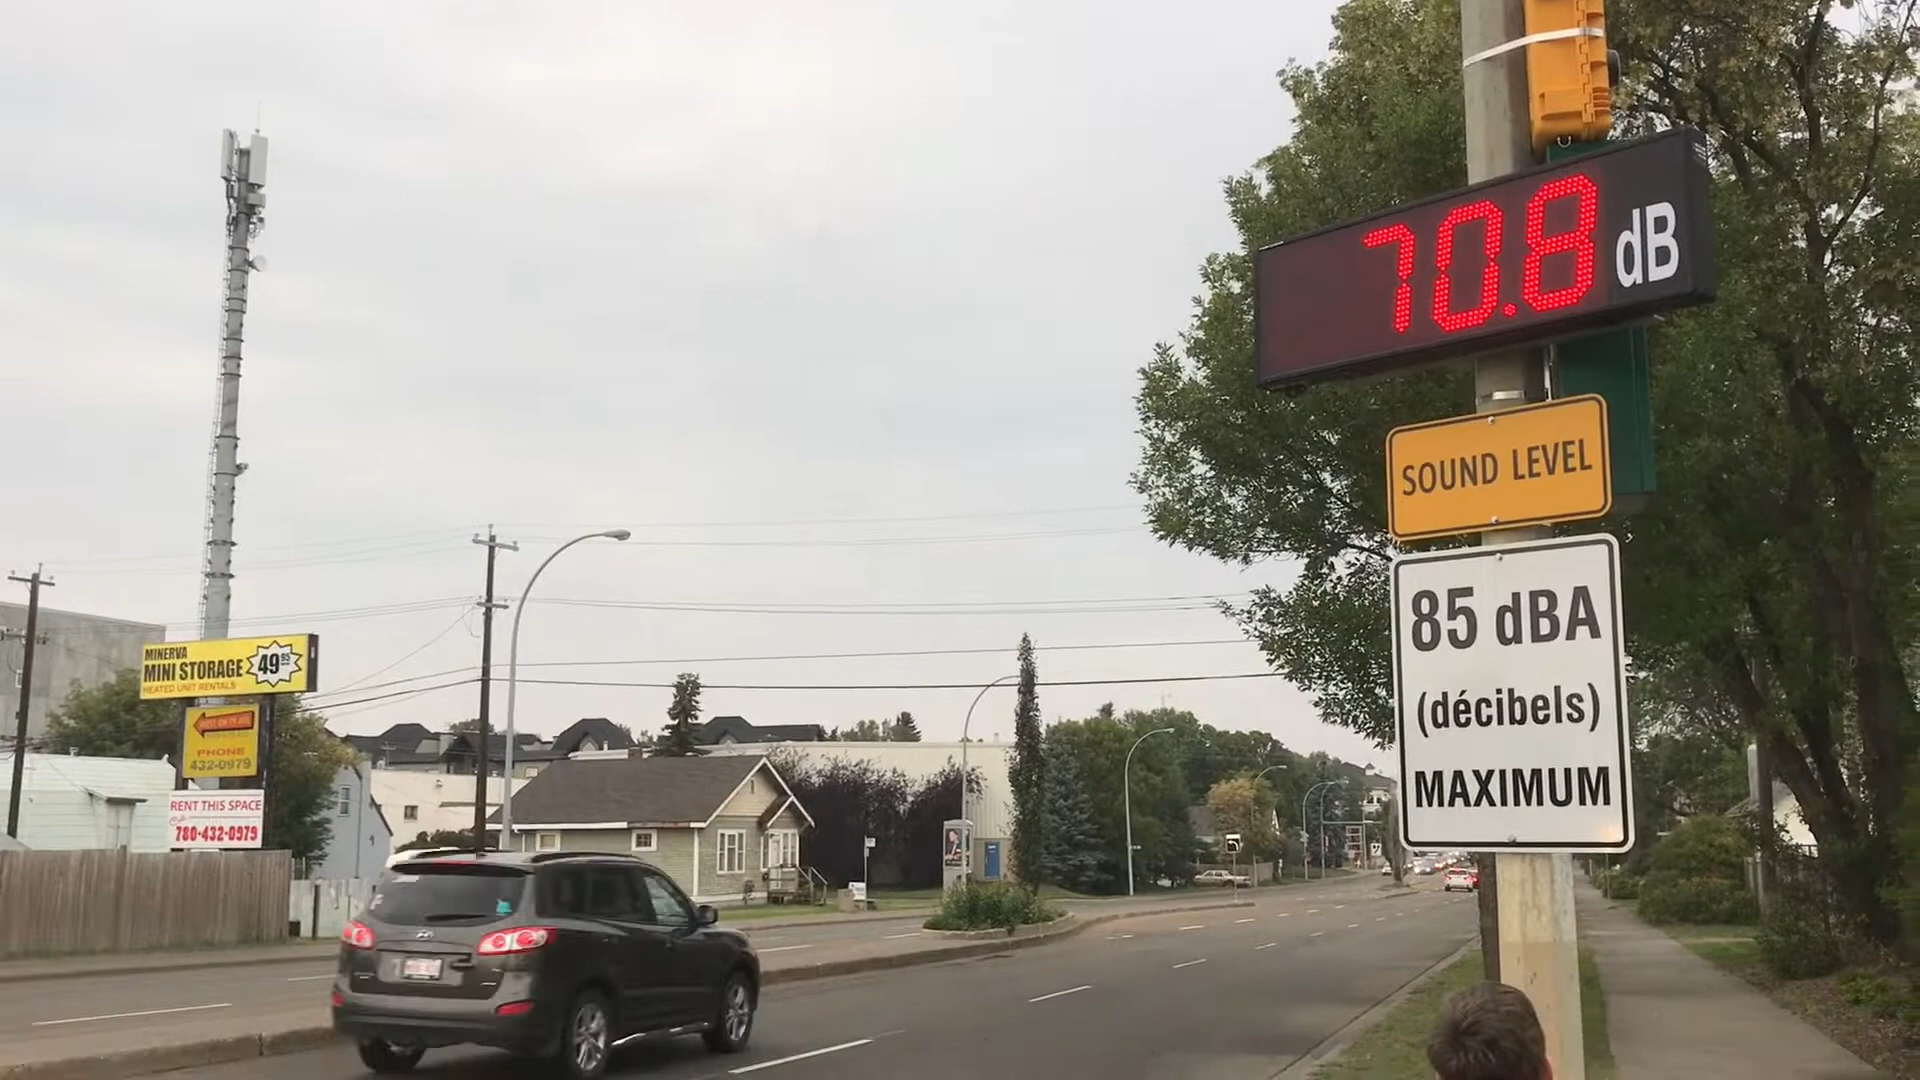 70.8 dB
SOUND LEVEL
85 dBA
(décibels)
MAXIMUM
MINERVA
MINI STORAGE
49 95
HEATED UNIT RENTALS
PHONE
432-0979
RENT THIS SPACE
780-432-0979